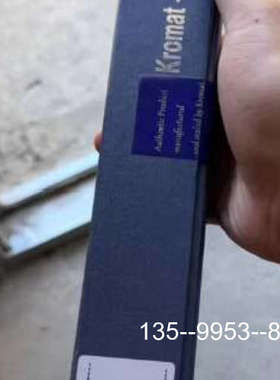 Kromat
Authentic Product
manufactured
and sealed by Kromat
135--9953--8